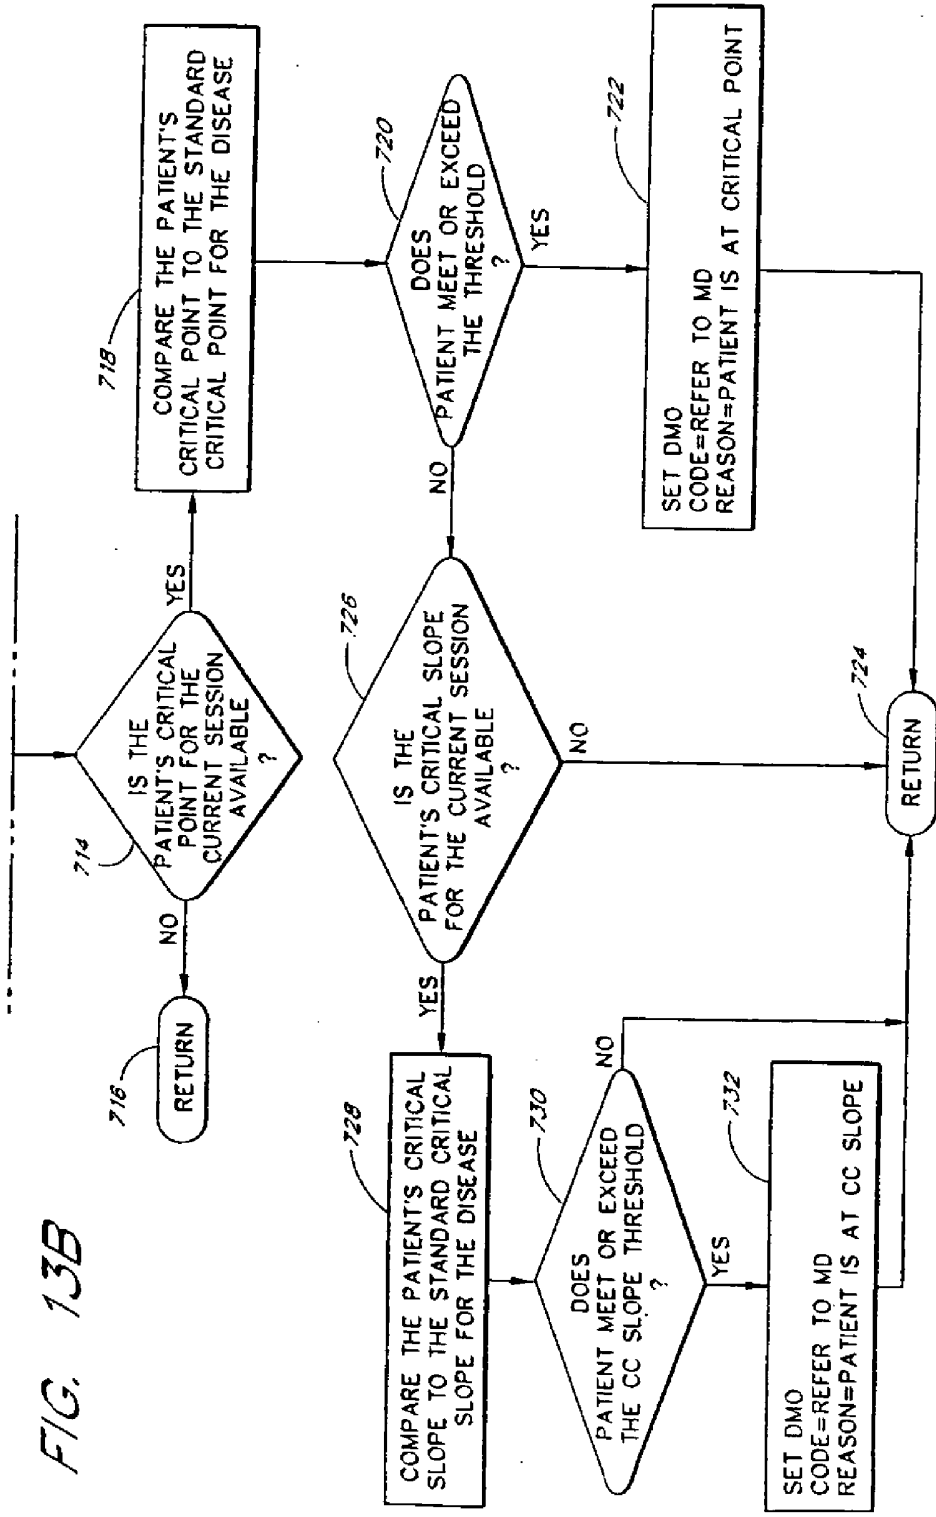 FIG. 13B
714
IS THE
PATIENT'S CRITICAL
POINT FOR THE
CURRENT SESSION
AVAILABLE
?
NO
YES
716
RETURN
718
COMPARE THE PATIENT'S
CRITICAL POINT TO THE STANDARD
CRITICAL POINT FOR THE DISEASE
720
DOES
PATIENT MEET OR EXCEED
THE THRESHOLD
?
NO
YES
722
SET DMO
CODE=REFER TO MD
REASON=PATIENT IS AT CRITICAL POINT
726
IS THE
PATIENT'S CRITICAL SLOPE
FOR THE CURRENT SESSION
AVAILABLE
?
YES
NO
728
COMPARE THE PATIENT'S CRITICAL
SLOPE TO THE STANDARD CRITICAL
SLOPE FOR THE DISEASE
730
DOES
PATIENT MEET OR EXCEED
THE CC SLOPE THRESHOLD
?
NO
YES
732
SET DMO
CODE=REFER TO MD
REASON=PATIENT IS AT CC SLOPE
724
RETURN